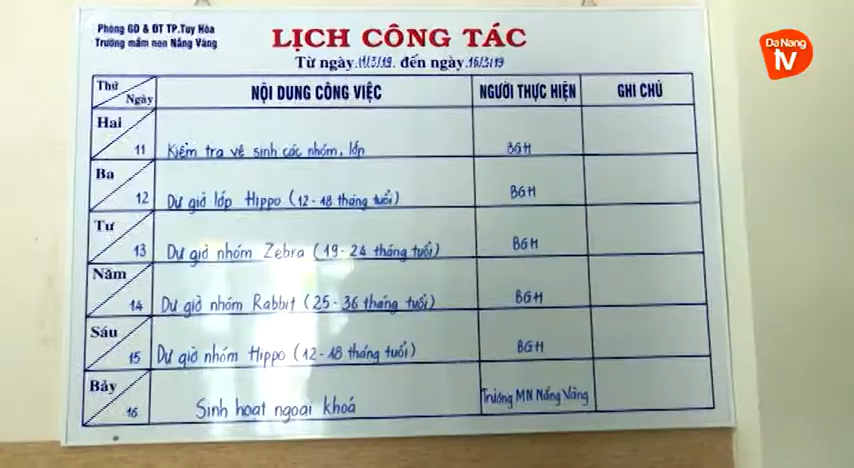 Phòng GD & ĐT TP.Tuy Hòa
Trường mầm non Nắng Vàng
LỊCH CÔNG TÁC
Từ ngày.11/3/19. đến ngày.16/3/19
Thứ
Ngày
NỘI DUNG CÔNG VIỆC
NGƯỜI THỰC HIỆN
GHI CHÚ
Hai
11 Kiểm tra vệ sinh các nhóm, lớp BGH
Ba
12 Dự giờ lớp Hippo (12-18 tháng tuổi) BGH
Tư
13 Dự giờ nhóm Zebra (19-24 tháng tuổi) BGH
Năm
14 Dự giờ nhóm Rabbit (25-36 tháng tuổi) BGH
Sáu
15 Dự giờ nhóm Hippo (12-18 tháng tuổi) BGH
Bảy
16 Sinh hoạt ngoại khoá Trường MN Nắng Vàng
Da Nang
TV